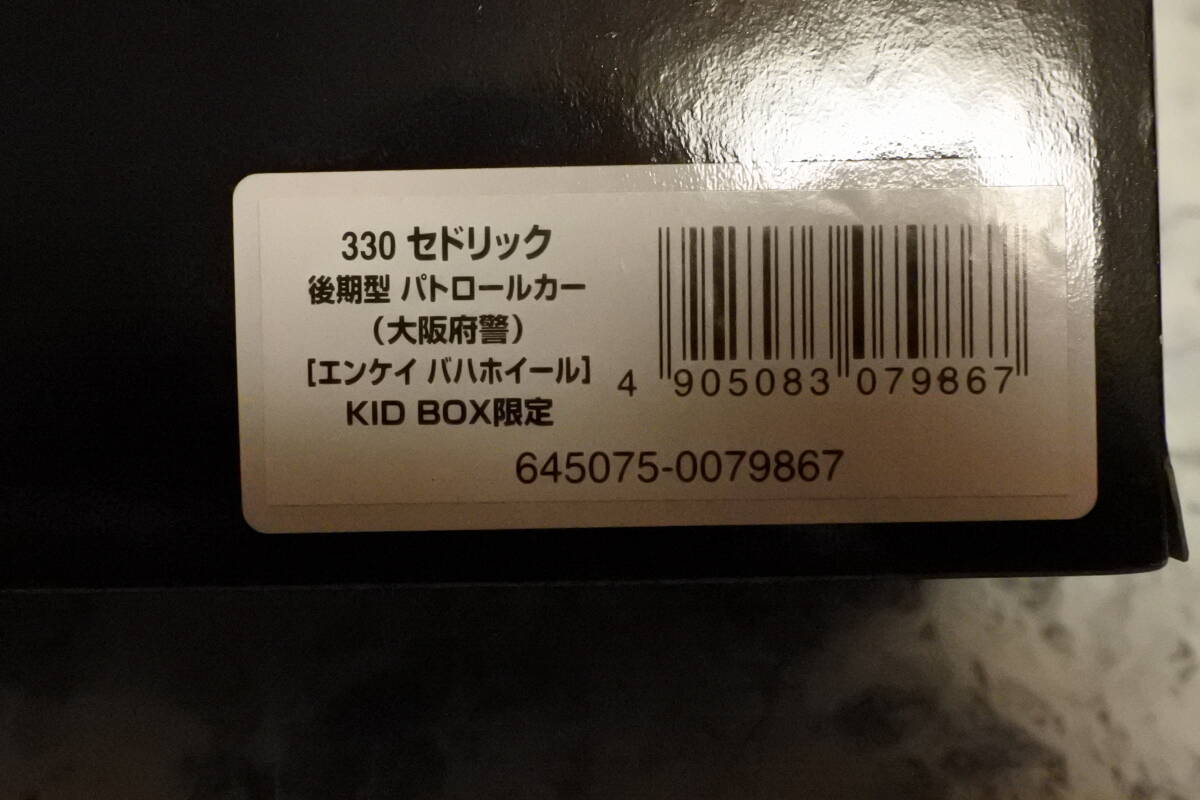 330 セドリック
後期型 パトロールカー
（大阪府警）
[エンケイ バハホイール]
KID BOX限定
4 905083 079867
645075-0079867